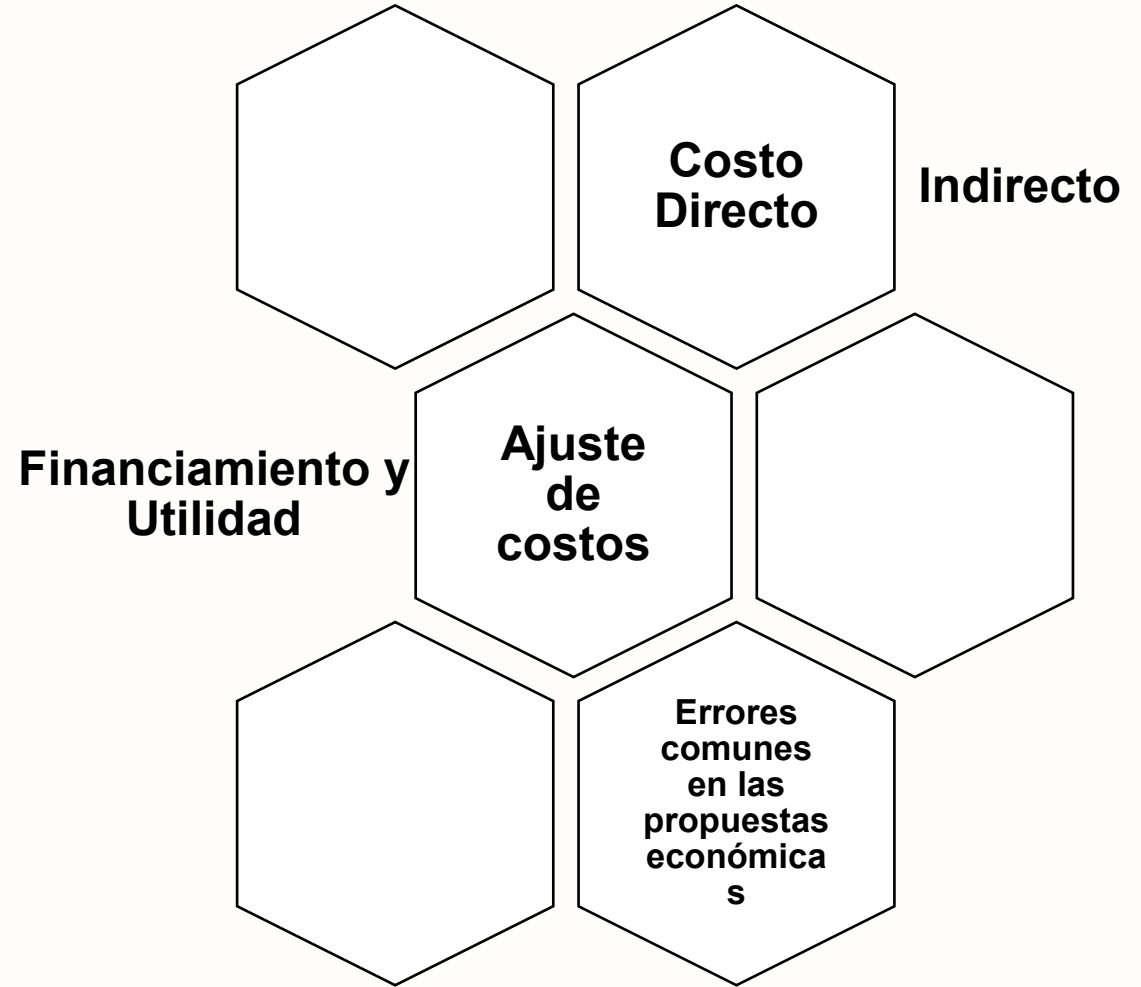 Costo
Directo
Indirecto
Financiamiento y
Utilidad
Ajuste
de
costos
Errores
comunes
en las
propuestas
económica
s